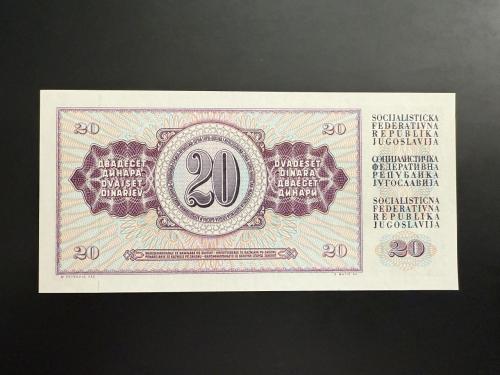 20
20
ДВАДЕСЕТ
ДИНАРА
DVAJSET
DINARJEV
20
DVADESET
DINARA
ДВАЕСЕТ
ДИНАРИ
20
20
SOCIJALISTIČKA
FEDERATIVNA
REPUBLIKA
JUGOSLAVIJA
СОЦИЈАЛИСТИЧКА
ФЕДЕРАТИВНА
РЕПУБЛИКА
ЈУГОСЛАВИЈА
SOCIALISTIČNA
FEDERATIVNA
REPUBLIKA
JUGOSLAVIJA
20